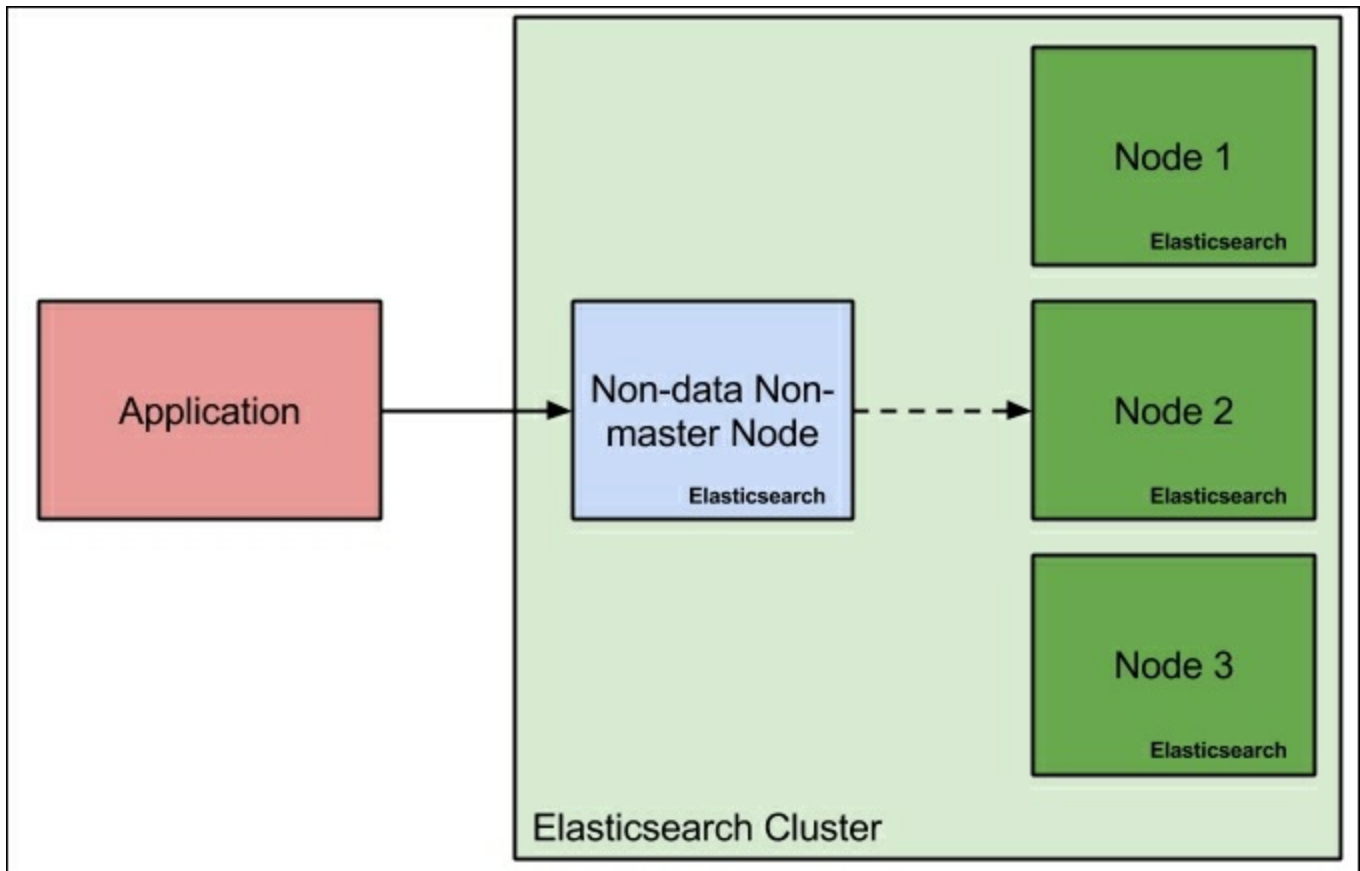 Node 1
Elasticsearch
Application
Non-data Non-
master Node
Elasticsearch
Node 2
Elasticsearch
Node 3
Elasticsearch
Elasticsearch Cluster